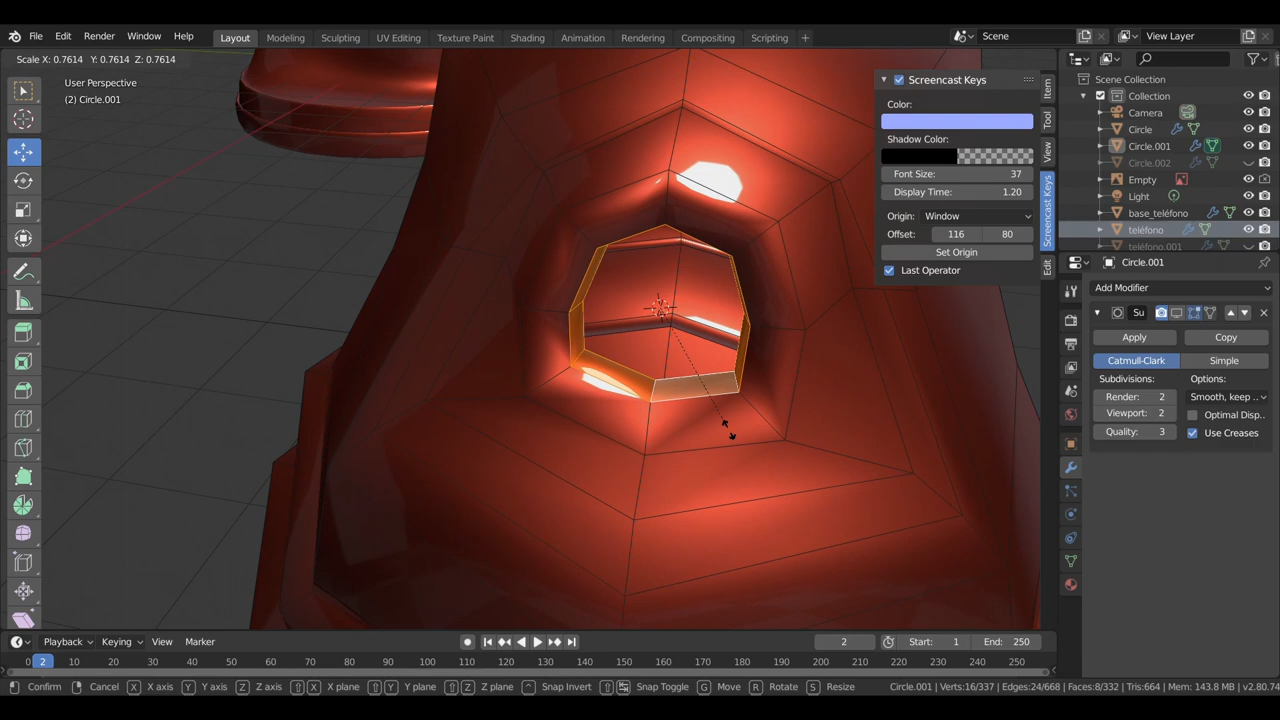 File Edit Render Window Help Layout Modeling Sculpting UV Editing Texture Paint Shading Animation Rendering Compositing Scripting + Scene View Layer
Scale X: 0.7614 Y: 0.7614 Z: 0.7614
User Perspective
(2) Circle.001
Screencast Keys
Color:
Shadow Color:
Font Size: 37
Display Time: 1.20
Origin: Window
Offset: 116 80
Set Origin
Last Operator
Item
Tool
View
Screencast Keys
Edit
Scene Collection
Collection
Camera
Circle
Circle.001
Circle.002
Empty
Light
base_teléfono
teléfono
teléfono.001
Circle.001
Add Modifier
Su
Apply Copy
Catmull-Clark Simple
Subdivisions: Options:
Render: 2 Smooth, keep ..
Viewport: 2 Optimal Disp..
Quality: 3 Use Creases
Playback Keying View Marker 2 Start: 1 End: 250
0 2 10 20 30 40 50 60 70 80 90 100 110 120 130 140 150 160 170 180 190 200 210 220 230 240 250
Confirm Cancel X X axis Y Y axis Z Z axis X X plane Y Y plane Z Z plane Snap Invert Snap Toggle G Move R Rotate S Resize Circle.001 | Verts:16/337 | Edges:24/668 | Faces:8/332 | Tris:664 | Mem: 143.8 MB | v2.80.74